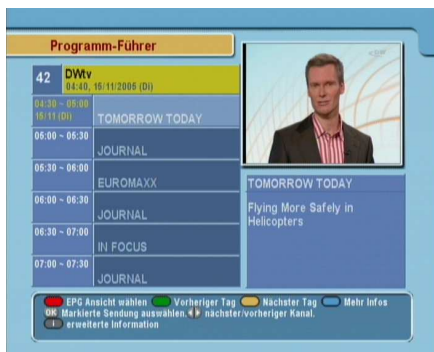 Programm-Führer
42 DWtv
04:40, 15/11/2005 (Di)
04:30 ~ 05:00
15/11 (Di) TOMORROW TODAY
05:00 ~ 05:30
JOURNAL
05:30 ~ 06:00
EUROMAXX
06:00 ~ 06:30
JOURNAL
06:30 ~ 07:00
IN FOCUS
07:00 ~ 07:30
JOURNAL
TOMORROW TODAY
Flying More Safely in
Helicopters
EPG Ansicht wählen Vorheriger Tag Nächster Tag Mehr Infos
OK Markierte Sendung auswählen. nächster/vorheriger Kanal.
i erweiterte Information